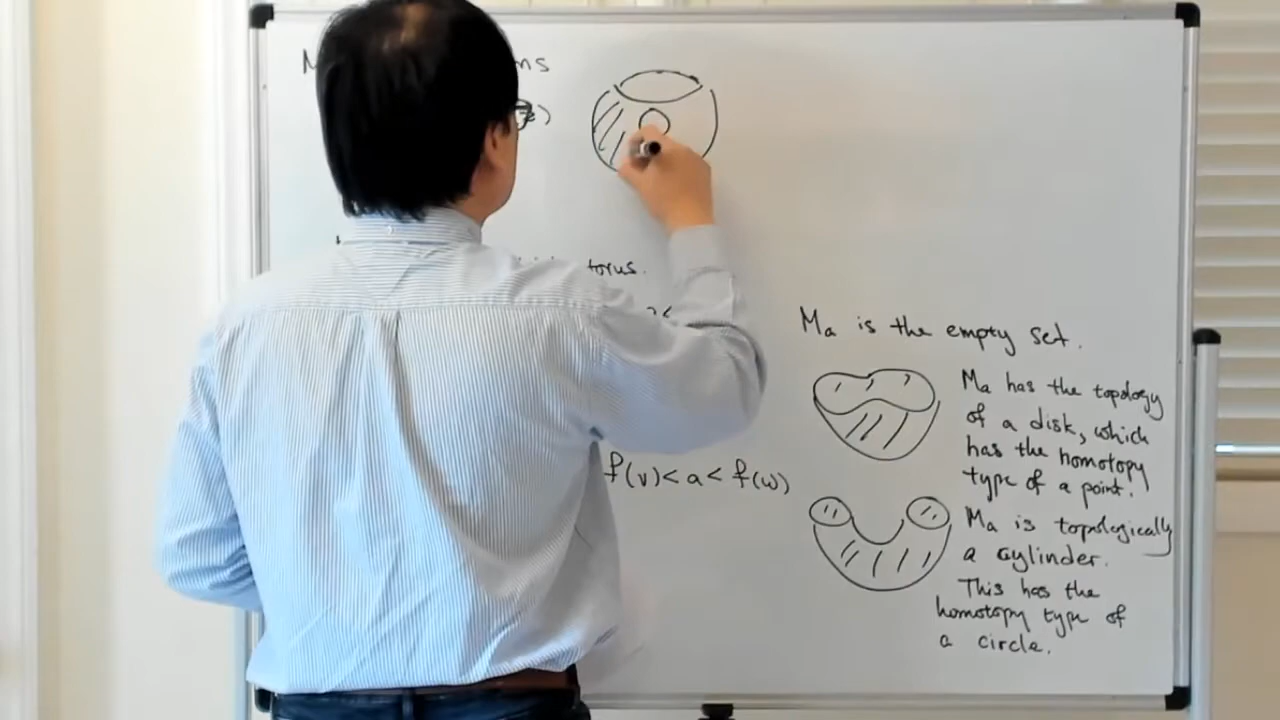 torus.
f(v) < a < f(w)
Ma is the empty set.
Ma has the topology
of a disk, which
has the homotopy
type of a point.
Ma is topologically
a cylinder.
This has the
homotopy type of
a circle.